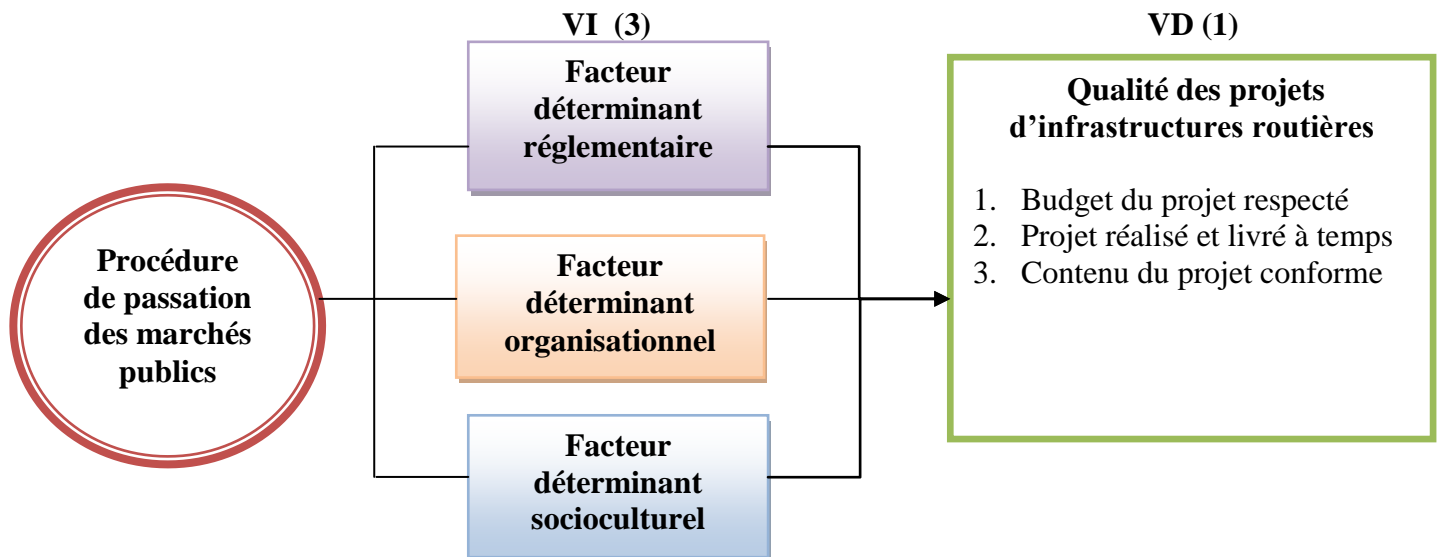 VI (3)
VD (1)
Procédure
de passation
des marchés
publics
Facteur
déterminant
réglementaire
Facteur
déterminant
organisationnel
Facteur
déterminant
socioculturel
Qualité des projets
d’infrastructures routières
1. Budget du projet respecté
2. Projet réalisé et livré à temps
3. Contenu du projet conforme